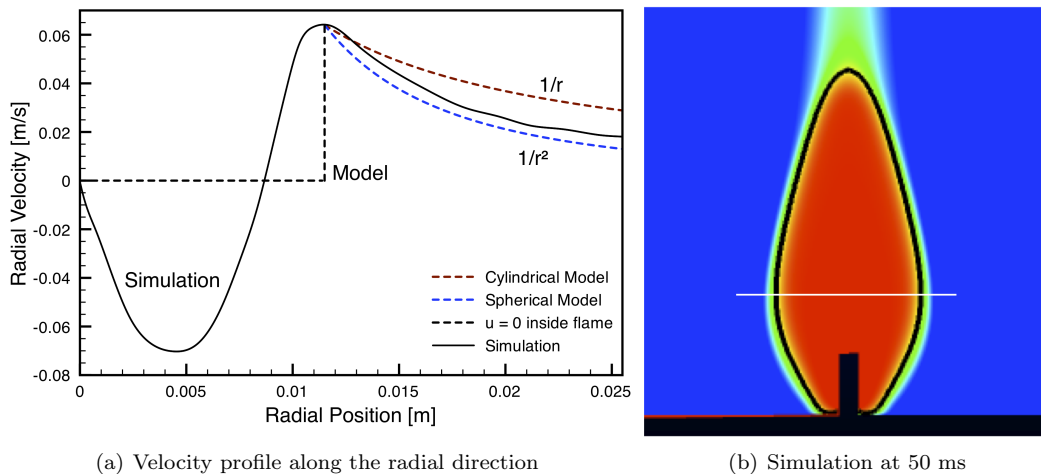 0.06
0.04
0.02
0
-0.02
-0.04
-0.06
-0.08
Radial Velocity [m/s]
1/r
1/r²
Model
Simulation
Cylindrical Model
Spherical Model
u = 0 inside flame
Simulation
0 0.005 0.01 0.015 0.02 0.025
Radial Position [m]
(a) Velocity profile along the radial direction
(b) Simulation at 50 ms